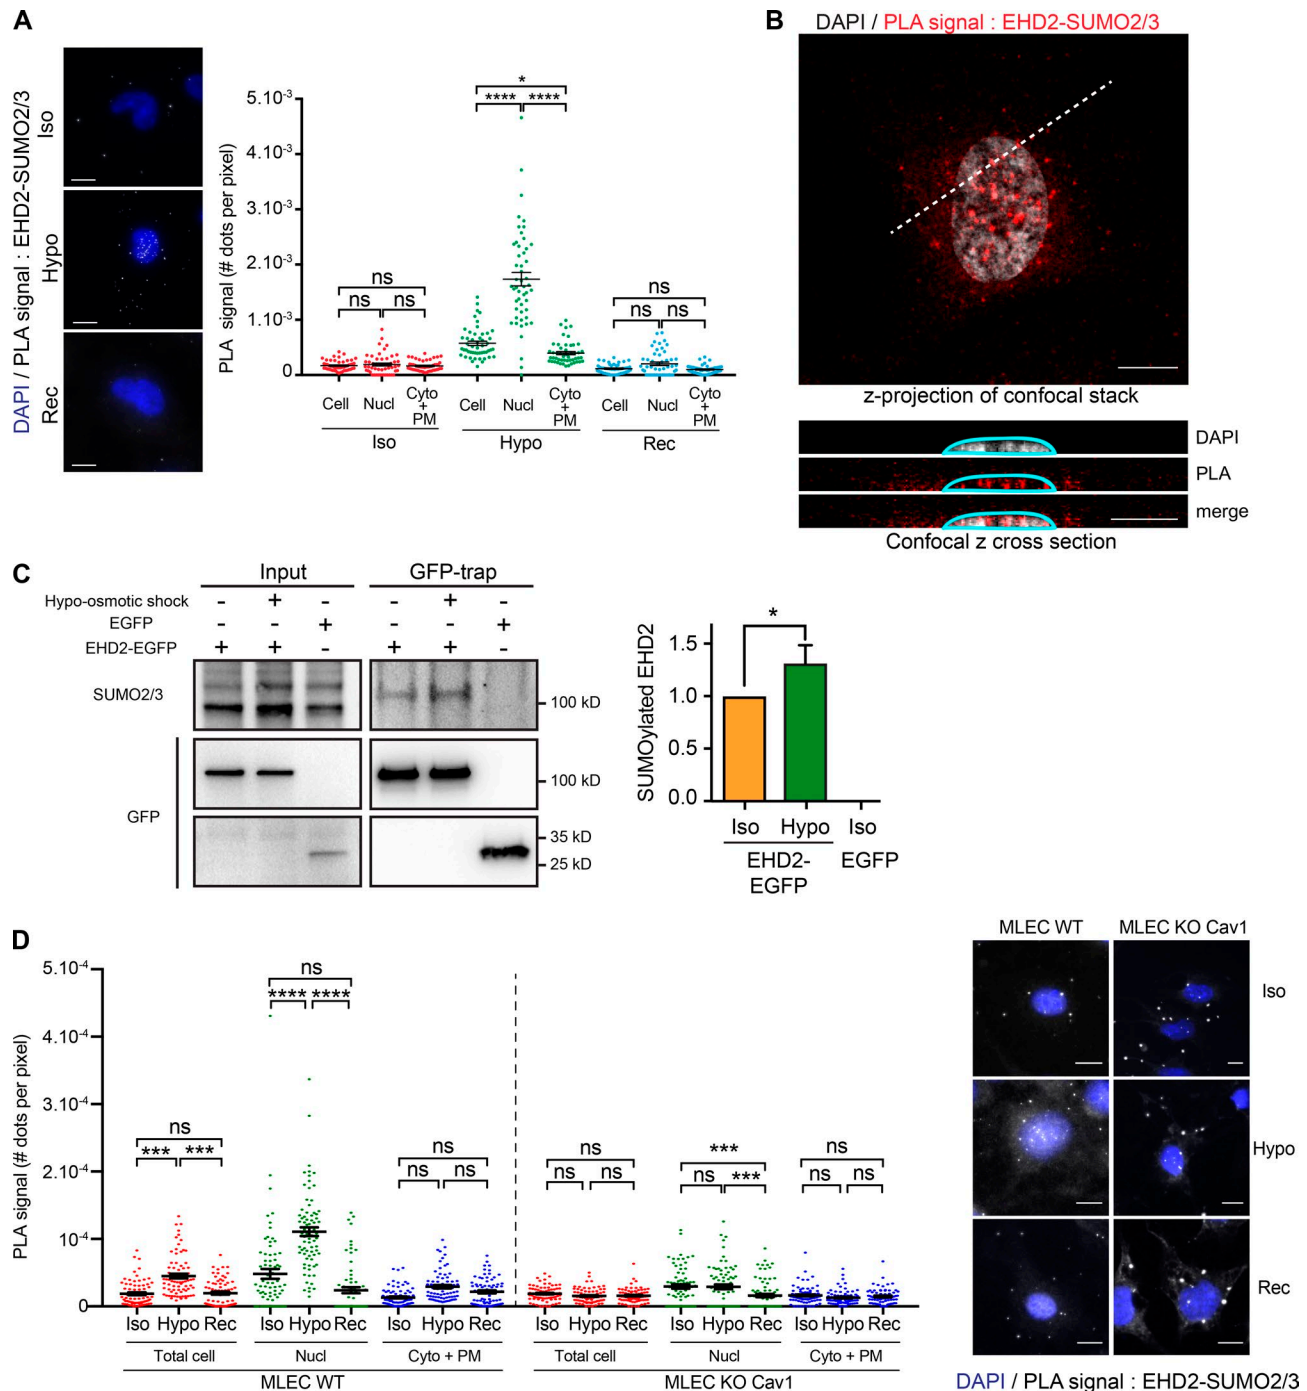 A
DAPI / PLA signal : EHD2-SUMO2/3
Iso
Hypo
Rec
PLA signal (# dots per pixel)
5.10⁻³
4.10⁻³
3.10⁻³
2.10⁻³
1.10⁻³
0
*
**** ****
ns
ns ns
ns
ns ns
Cell Nucl Cyto + PM Cell Nucl Cyto + PM Cell Nucl Cyto + PM
Iso Hypo Rec
B
DAPI / PLA signal : EHD2-SUMO2/3
z-projection of confocal stack
DAPI
PLA
merge
Confocal z cross section
C
Input GFP-trap
Hypo-osmotic shock - + - - + -
EGFP - - + - - +
EHD2-EGFP + + - + + -
SUMO2/3
100 kD
GFP
100 kD
35 kD
25 kD
SUMOylated EHD2
1.5
1.0
0.5
0.0
*
Iso Hypo Iso
EHD2-EGFP EGFP
D
PLA signal (# dots per pixel)
5.10⁻⁴
4.10⁻⁴
3.10⁻⁴
2.10⁻⁴
10⁻⁴
0
ns
*** ***
ns
**** ****
ns
ns ns
ns
ns ns
***
ns ***
ns
ns ns
Iso Hypo Rec Iso Hypo Rec Iso Hypo Rec Iso Hypo Rec Iso Hypo Rec Iso Hypo Rec
Total cell Nucl Cyto + PM Total cell Nucl Cyto + PM
MLEC WT MLEC KO Cav1
MLEC WT MLEC KO Cav1
Iso
Hypo
Rec
DAPI / PLA signal : EHD2-SUMO2/3